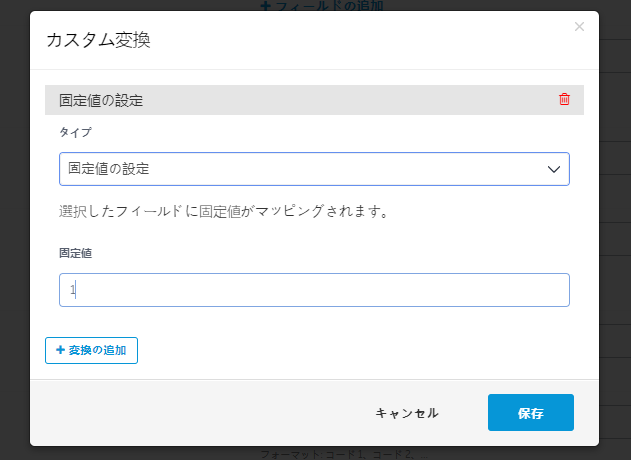 + フィールドの追加
カスタム変換
×
固定値の設定
タイプ
固定値の設定
選択したフィールドに固定値がマッピングされます。
固定値
1
+ 変換の追加
キャンセル
保存
フォーマット: コード 1、コード 2、...